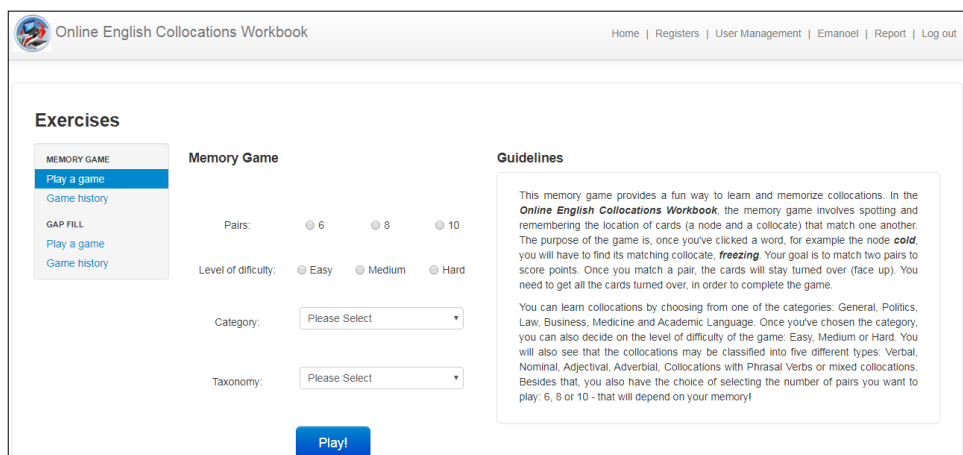 Online English Collocations Workbook
Home | Registers | User Management | Emanoel | Report | Log out
Exercises
MEMORY GAME
Play a game
Game history
GAP FILL
Play a game
Game history
Memory Game
Pairs: 6 8 10
Level of dificulty: Easy Medium Hard
Category: Please Select
Taxonomy: Please Select
Play!
Guidelines
This memory game provides a fun way to learn and memorize collocations. In the
Online English Collocations Workbook, the memory game involves spotting and
remembering the location of cards (a node and a collocate) that match one another.
The purpose of the game is, once you've clicked a word, for example the node cold,
you will have to find its matching collocate, freezing. Your goal is to match two pairs to
score points. Once you match a pair, the cards will stay turned over (face up). You
need to get all the cards turned over, in order to complete the game.
You can learn collocations by choosing from one of the categories: General, Politics,
Law, Business, Medicine and Academic Language. Once you've chosen the category,
you can also decide on the level of difficulty of the game: Easy, Medium or Hard. You
will also see that the collocations may be classified into five different types: Verbal,
Nominal, Adjectival, Adverbial, Collocations with Phrasal Verbs or mixed collocations.
Besides that, you also have the choice of selecting the number of pairs you want to
play: 6, 8 or 10 - that will depend on your memory!